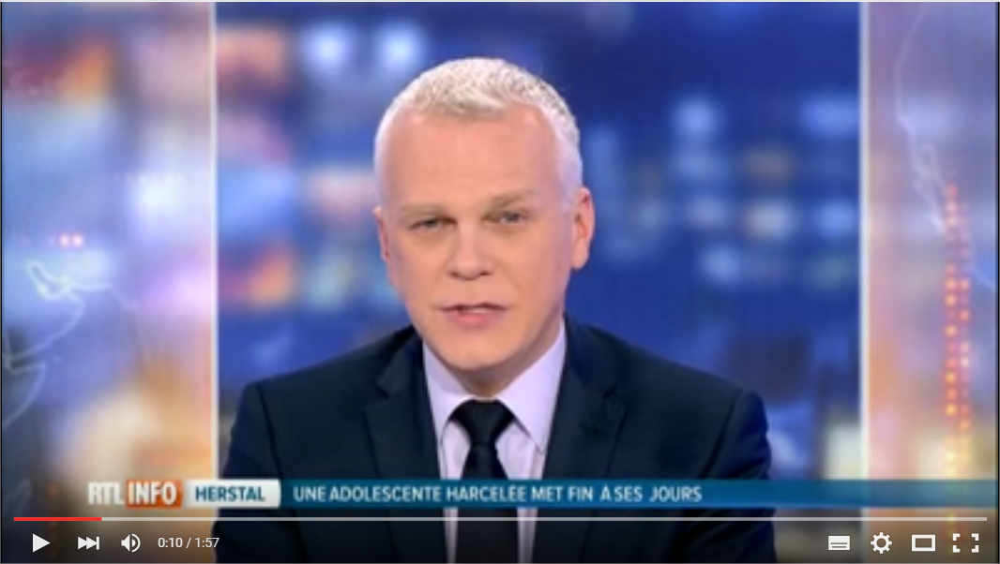 RTL INFO HERSTAL UNE ADOLESCENTE HARCELÉE MET FIN À SES JOURS
0:10 / 1:57